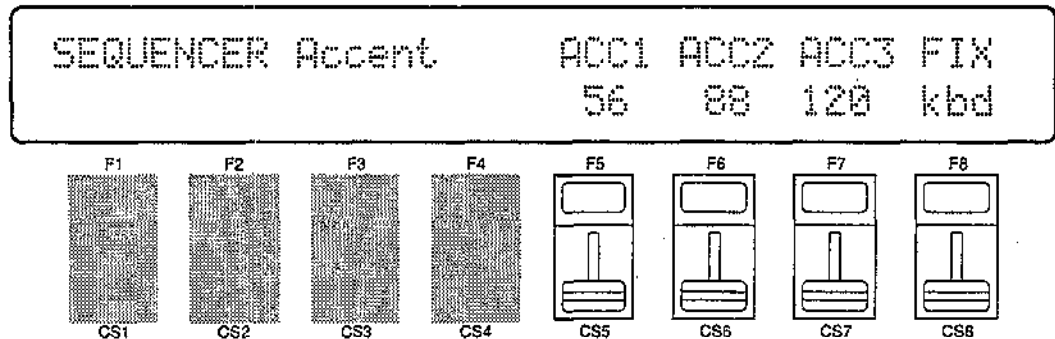 SEQUENCER Accent ACC1 ACC2 ACC3 FIX
56 88 120 kbd
F1 F2 F3 F4 F5 F6 F7 F8
CS1 CS2 CS3 CS4 CS5 CS6 CS7 CS8